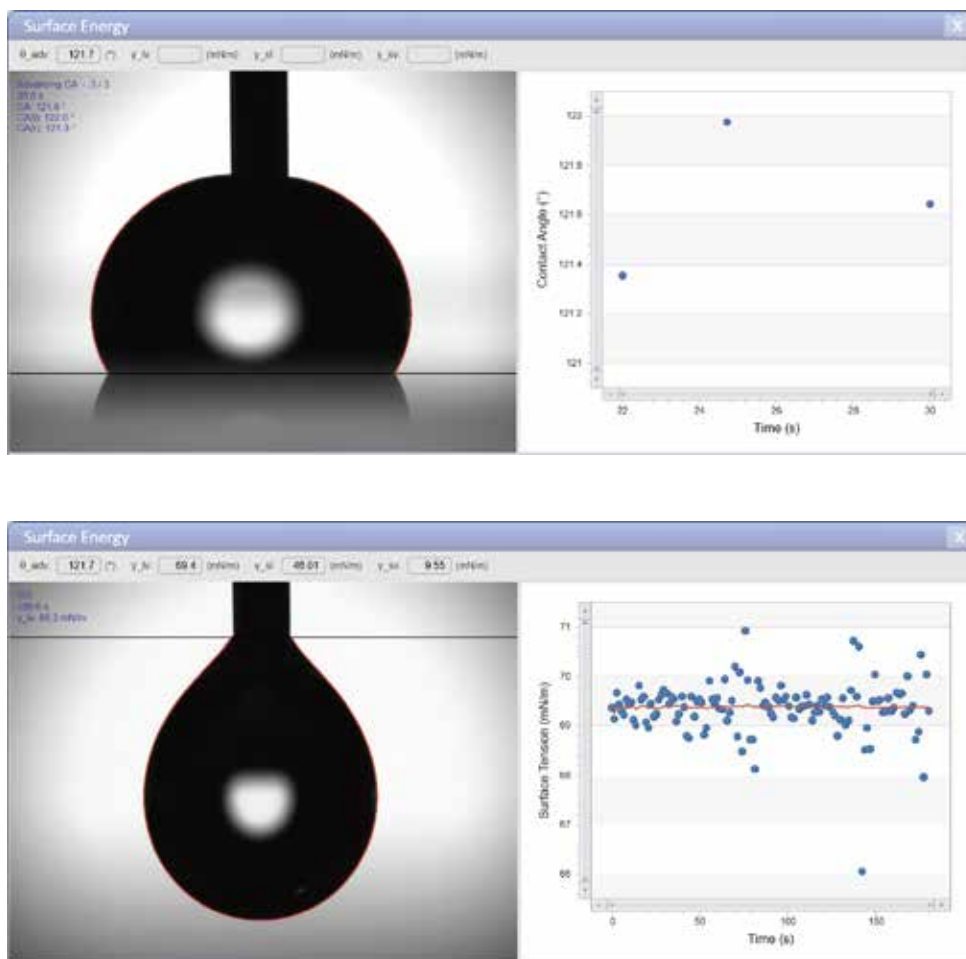 Surface Energy X
θ_adv: 121.7 (°) γ_lv: (mN/m) γ_sl: (mN/m) γ_sv: (mN/m)
Advancing CA - 3 / 3
30.0 s
CA: 121.6 °
CA(l): 122.0 °
CA(r): 121.3 °
122
121.8
121.6
121.4
121.2
121
Contact Angle (°)
22 24 26 28 30
Time (s)
Surface Energy X
θ_adv: 121.7 (°) γ_lv: 69.4 (mN/m) γ_sl: 46.01 (mN/m) γ_sv: 9.55 (mN/m)
71
70
69
68
67
66
Surface Tension (mN/m)
0 50 100 150
Time (s)